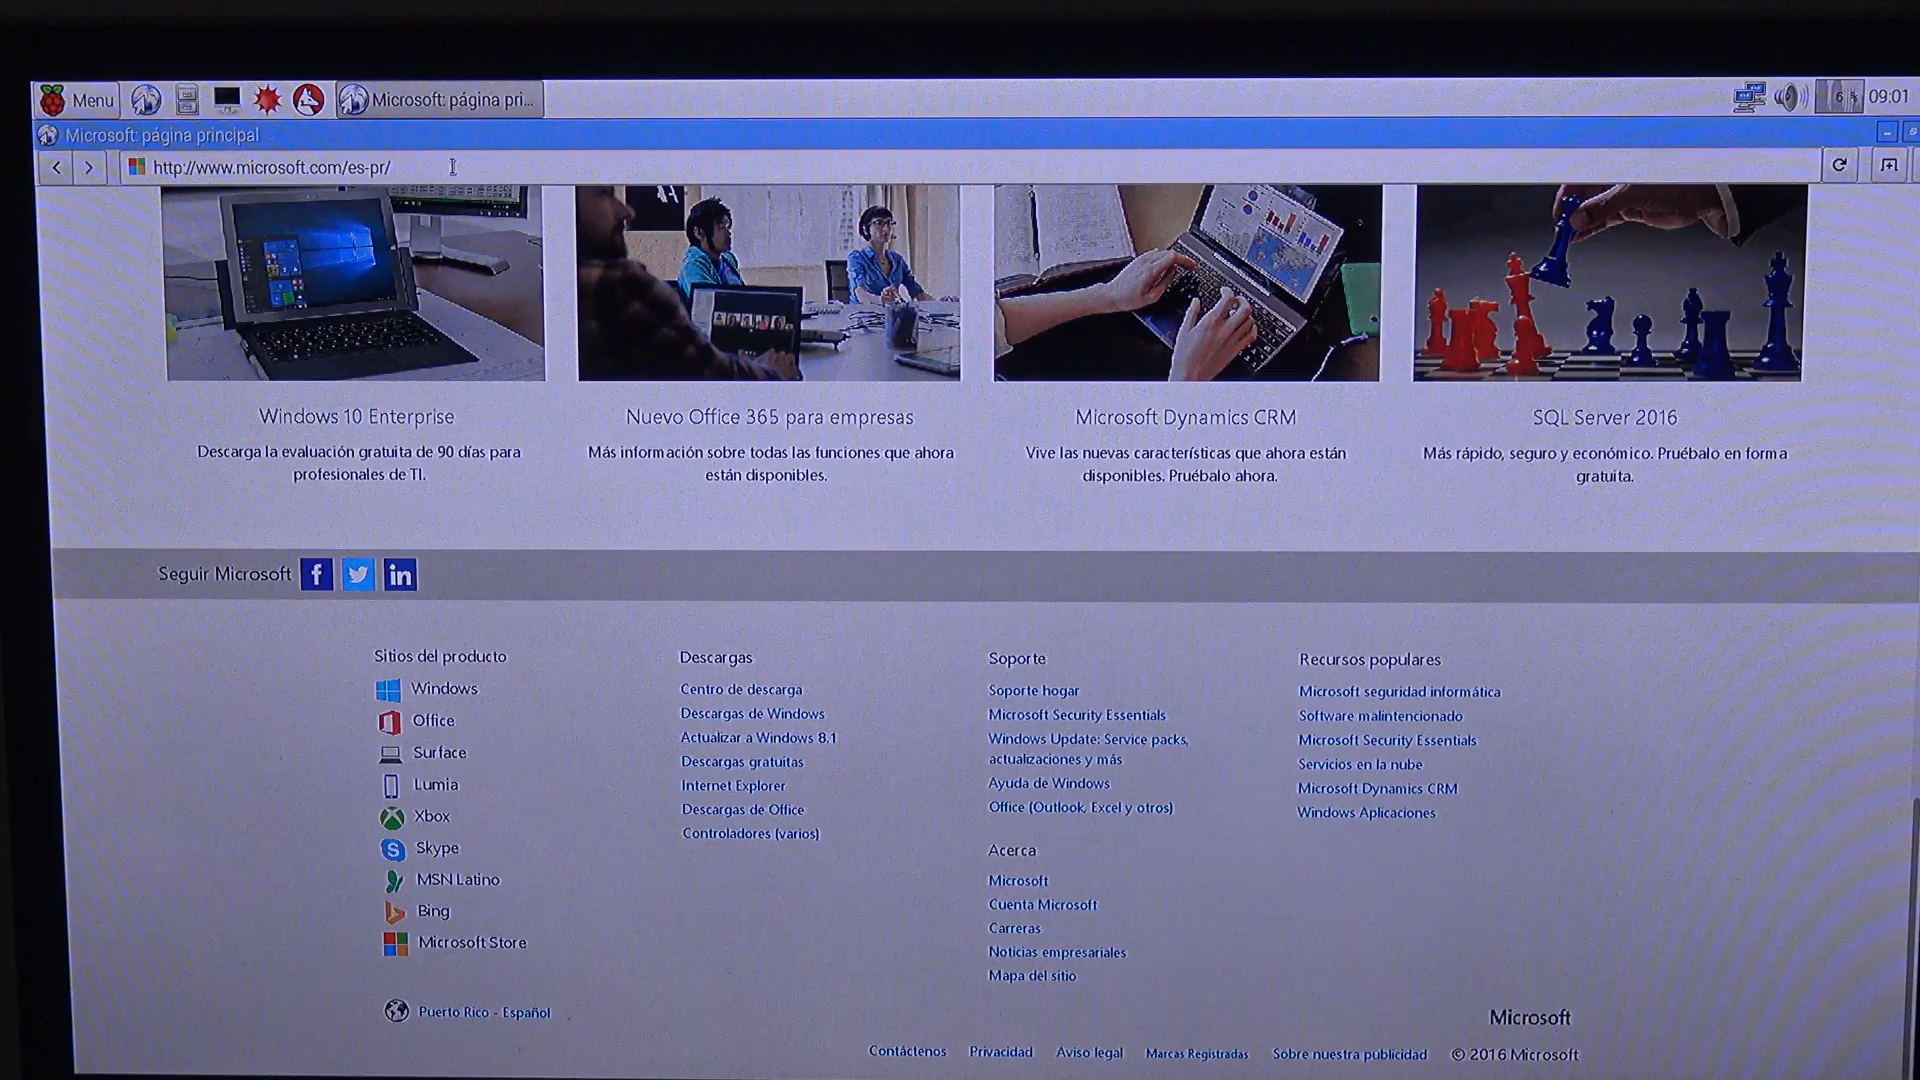 Menu
Microsoft: página pri...
6 %
09:01
Microsoft: página principal
http://www.microsoft.com/es-pr/
Windows 10 Enterprise
Descarga la evaluación gratuita de 90 días para
profesionales de TI.
Nuevo Office 365 para empresas
Más información sobre todas las funciones que ahora
están disponibles.
Microsoft Dynamics CRM
Vive las nuevas características que ahora están
disponibles. Pruébalo ahora.
SQL Server 2016
Más rápido, seguro y económico. Pruébalo en forma
gratuita.
Seguir Microsoft
Sitios del producto
Windows
Office
Surface
Lumia
Xbox
Skype
MSN Latino
Bing
Microsoft Store
Descargas
Centro de descarga
Descargas de Windows
Actualizar a Windows 8.1
Descargas gratuitas
Internet Explorer
Descargas de Office
Controladores (varios)
Soporte
Soporte hogar
Microsoft Security Essentials
Windows Update: Service packs,
actualizaciones y más
Ayuda de Windows
Office (Outlook, Excel y otros)
Acerca
Microsoft
Cuenta Microsoft
Carreras
Noticias empresariales
Mapa del sitio
Recursos populares
Microsoft seguridad informática
Software malintencionado
Microsoft Security Essentials
Servicios en la nube
Microsoft Dynamics CRM
Windows Aplicaciones
Puerto Rico - Español
Microsoft
Contáctenos
Privacidad
Aviso legal
Marcas Registradas
Sobre nuestra publicidad
© 2016 Microsoft